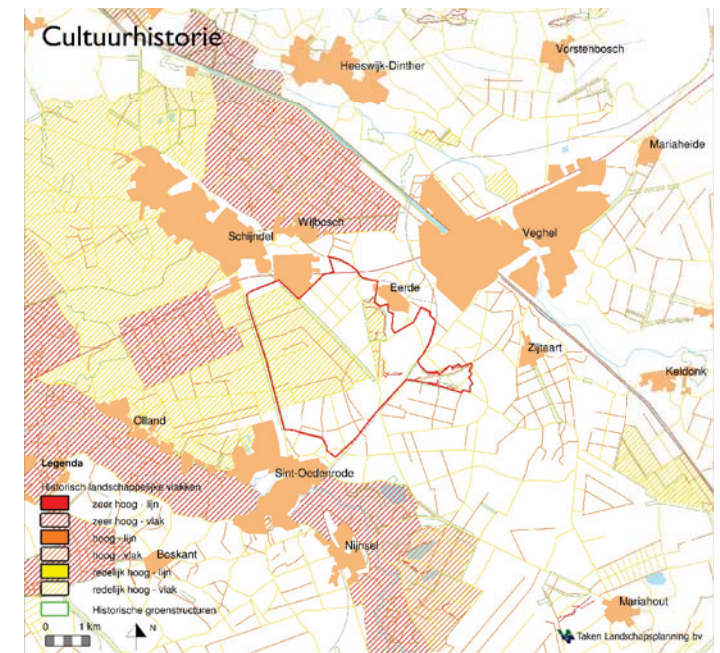 Cultuurhistorie
Heeswijk-Dinther
Vorstenbosch
Mariaheide
Wijbosch
Schijndel
Veghel
Eerde
Zijtaart
Keldonk
Olland
Sint-Oedenrode
Nijnsel
Boskant
Mariahout
Legenda
Historisch landschappelijke vlakken
zeer hoog - lijn
zeer hoog - vlak
hoog - lijn
hoog - vlak
redelijk hoog - lijn
redelijk hoog - vlak
Historische groenstructuren
0 1 km
N
Taken Landschapsplanning bv